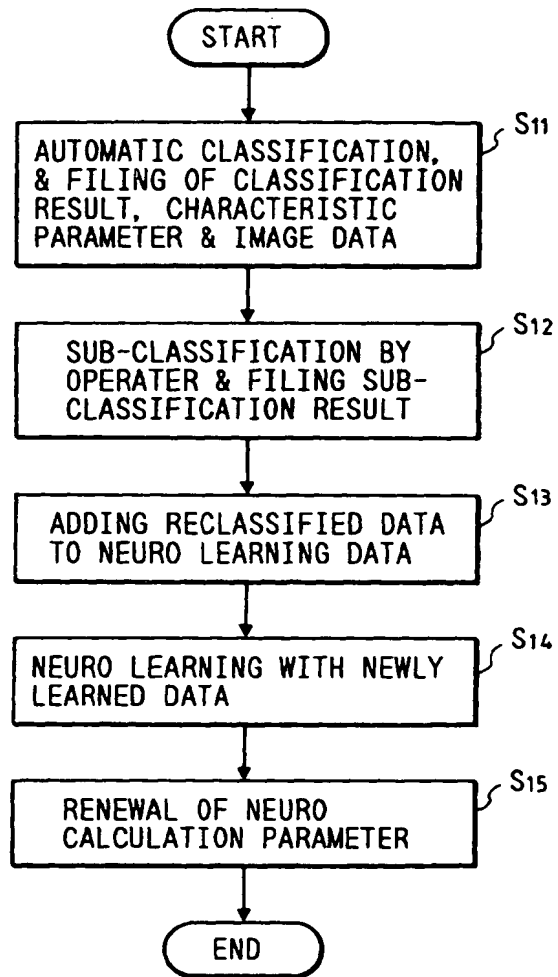 START
S11
AUTOMATIC CLASSIFICATION,
& FILING OF CLASSIFICATION
RESULT, CHARACTERISTIC
PARAMETER & IMAGE DATA
S12
SUB-CLASSIFICATION BY
OPERATER & FILING SUB-
CLASSIFICATION RESULT
S13
ADDING RECLASSIFIED DATA
TO NEURO LEARNING DATA
S14
NEURO LEARNING WITH NEWLY
LEARNED DATA
S15
RENEWAL OF NEURO
CALCULATION PARAMETER
END